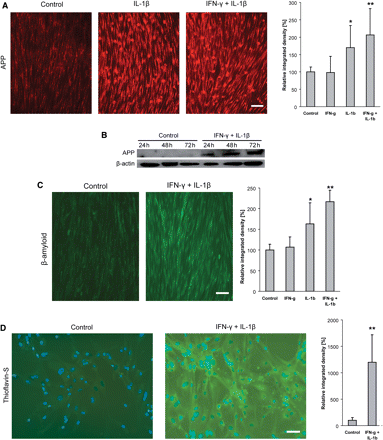 A
Control
IL-1β
IFN-γ + IL-1β
APP
Relative integrated density [%]
300
250
200
150
100
50
0
*
**
Control
IFN-g
IL-1b
IFN-g +
IL-1b
B
Control
IFN-γ + IL-1β
24h
48h
72h
24h
48h
72h
APP
β-actin
C
Control
IFN-γ + IL-1β
β-amyloid
Relative integrated density [%]
250
200
150
100
50
0
*
**
Control
IFN-g
IL-1b
IFN-g +
IL-1b
D
Control
IFN-γ + IL-1β
Thioflavin-S
Relative integrated density [%]
2000
1500
1000
500
0
**
Control
IFN-g +
IL-1b